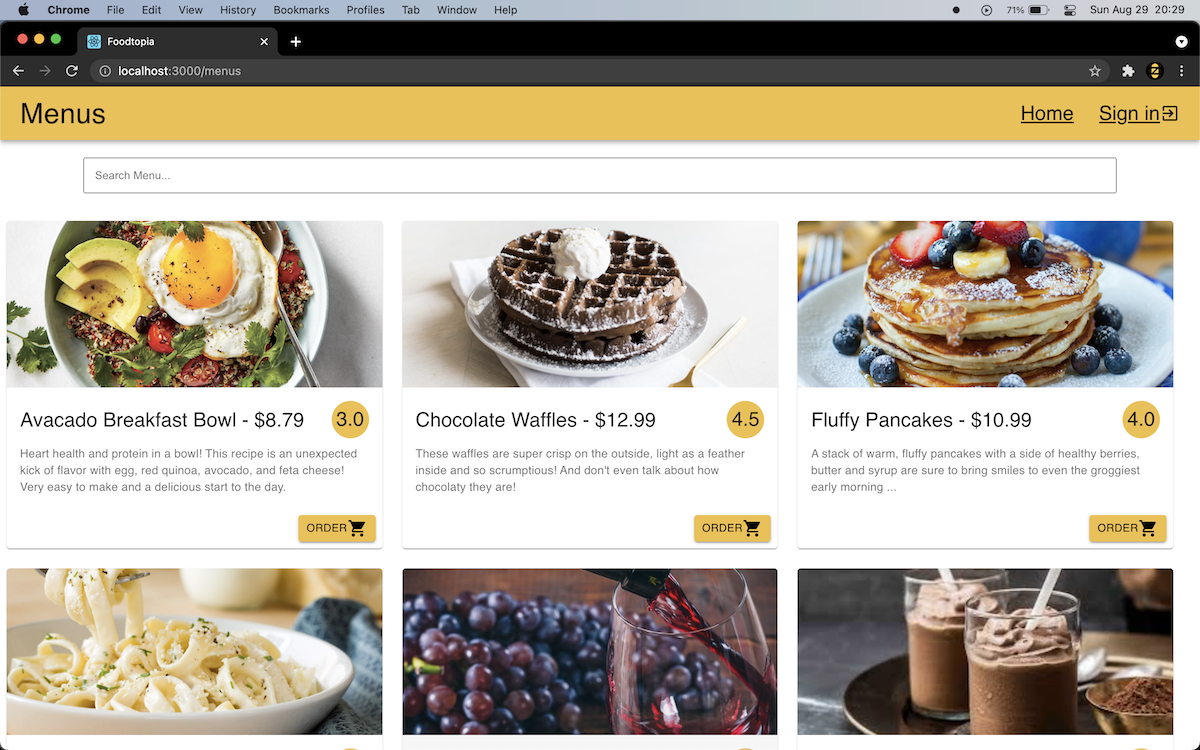 Chrome File Edit View History Bookmarks Profiles Tab Window Help 71% Sun Aug 29 20:29
Foodtopia
localhost:3000/menus
Menus Home Sign in
Search Menu...
Avacado Breakfast Bowl - $8.79 3.0
Heart health and protein in a bowl! This recipe is an unexpected
kick of flavor with egg, red quinoa, avocado, and feta cheese!
Very easy to make and a delicious start to the day.
ORDER
Chocolate Waffles - $12.99 4.5
These waffles are super crisp on the outside, light as a feather
inside and so scrumptious! And don't even talk about how
chocolaty they are!
ORDER
Fluffy Pancakes - $10.99 4.0
A stack of warm, fluffy pancakes with a side of healthy berries,
butter and syrup are sure to bring smiles to even the groggiest
early morning ...
ORDER